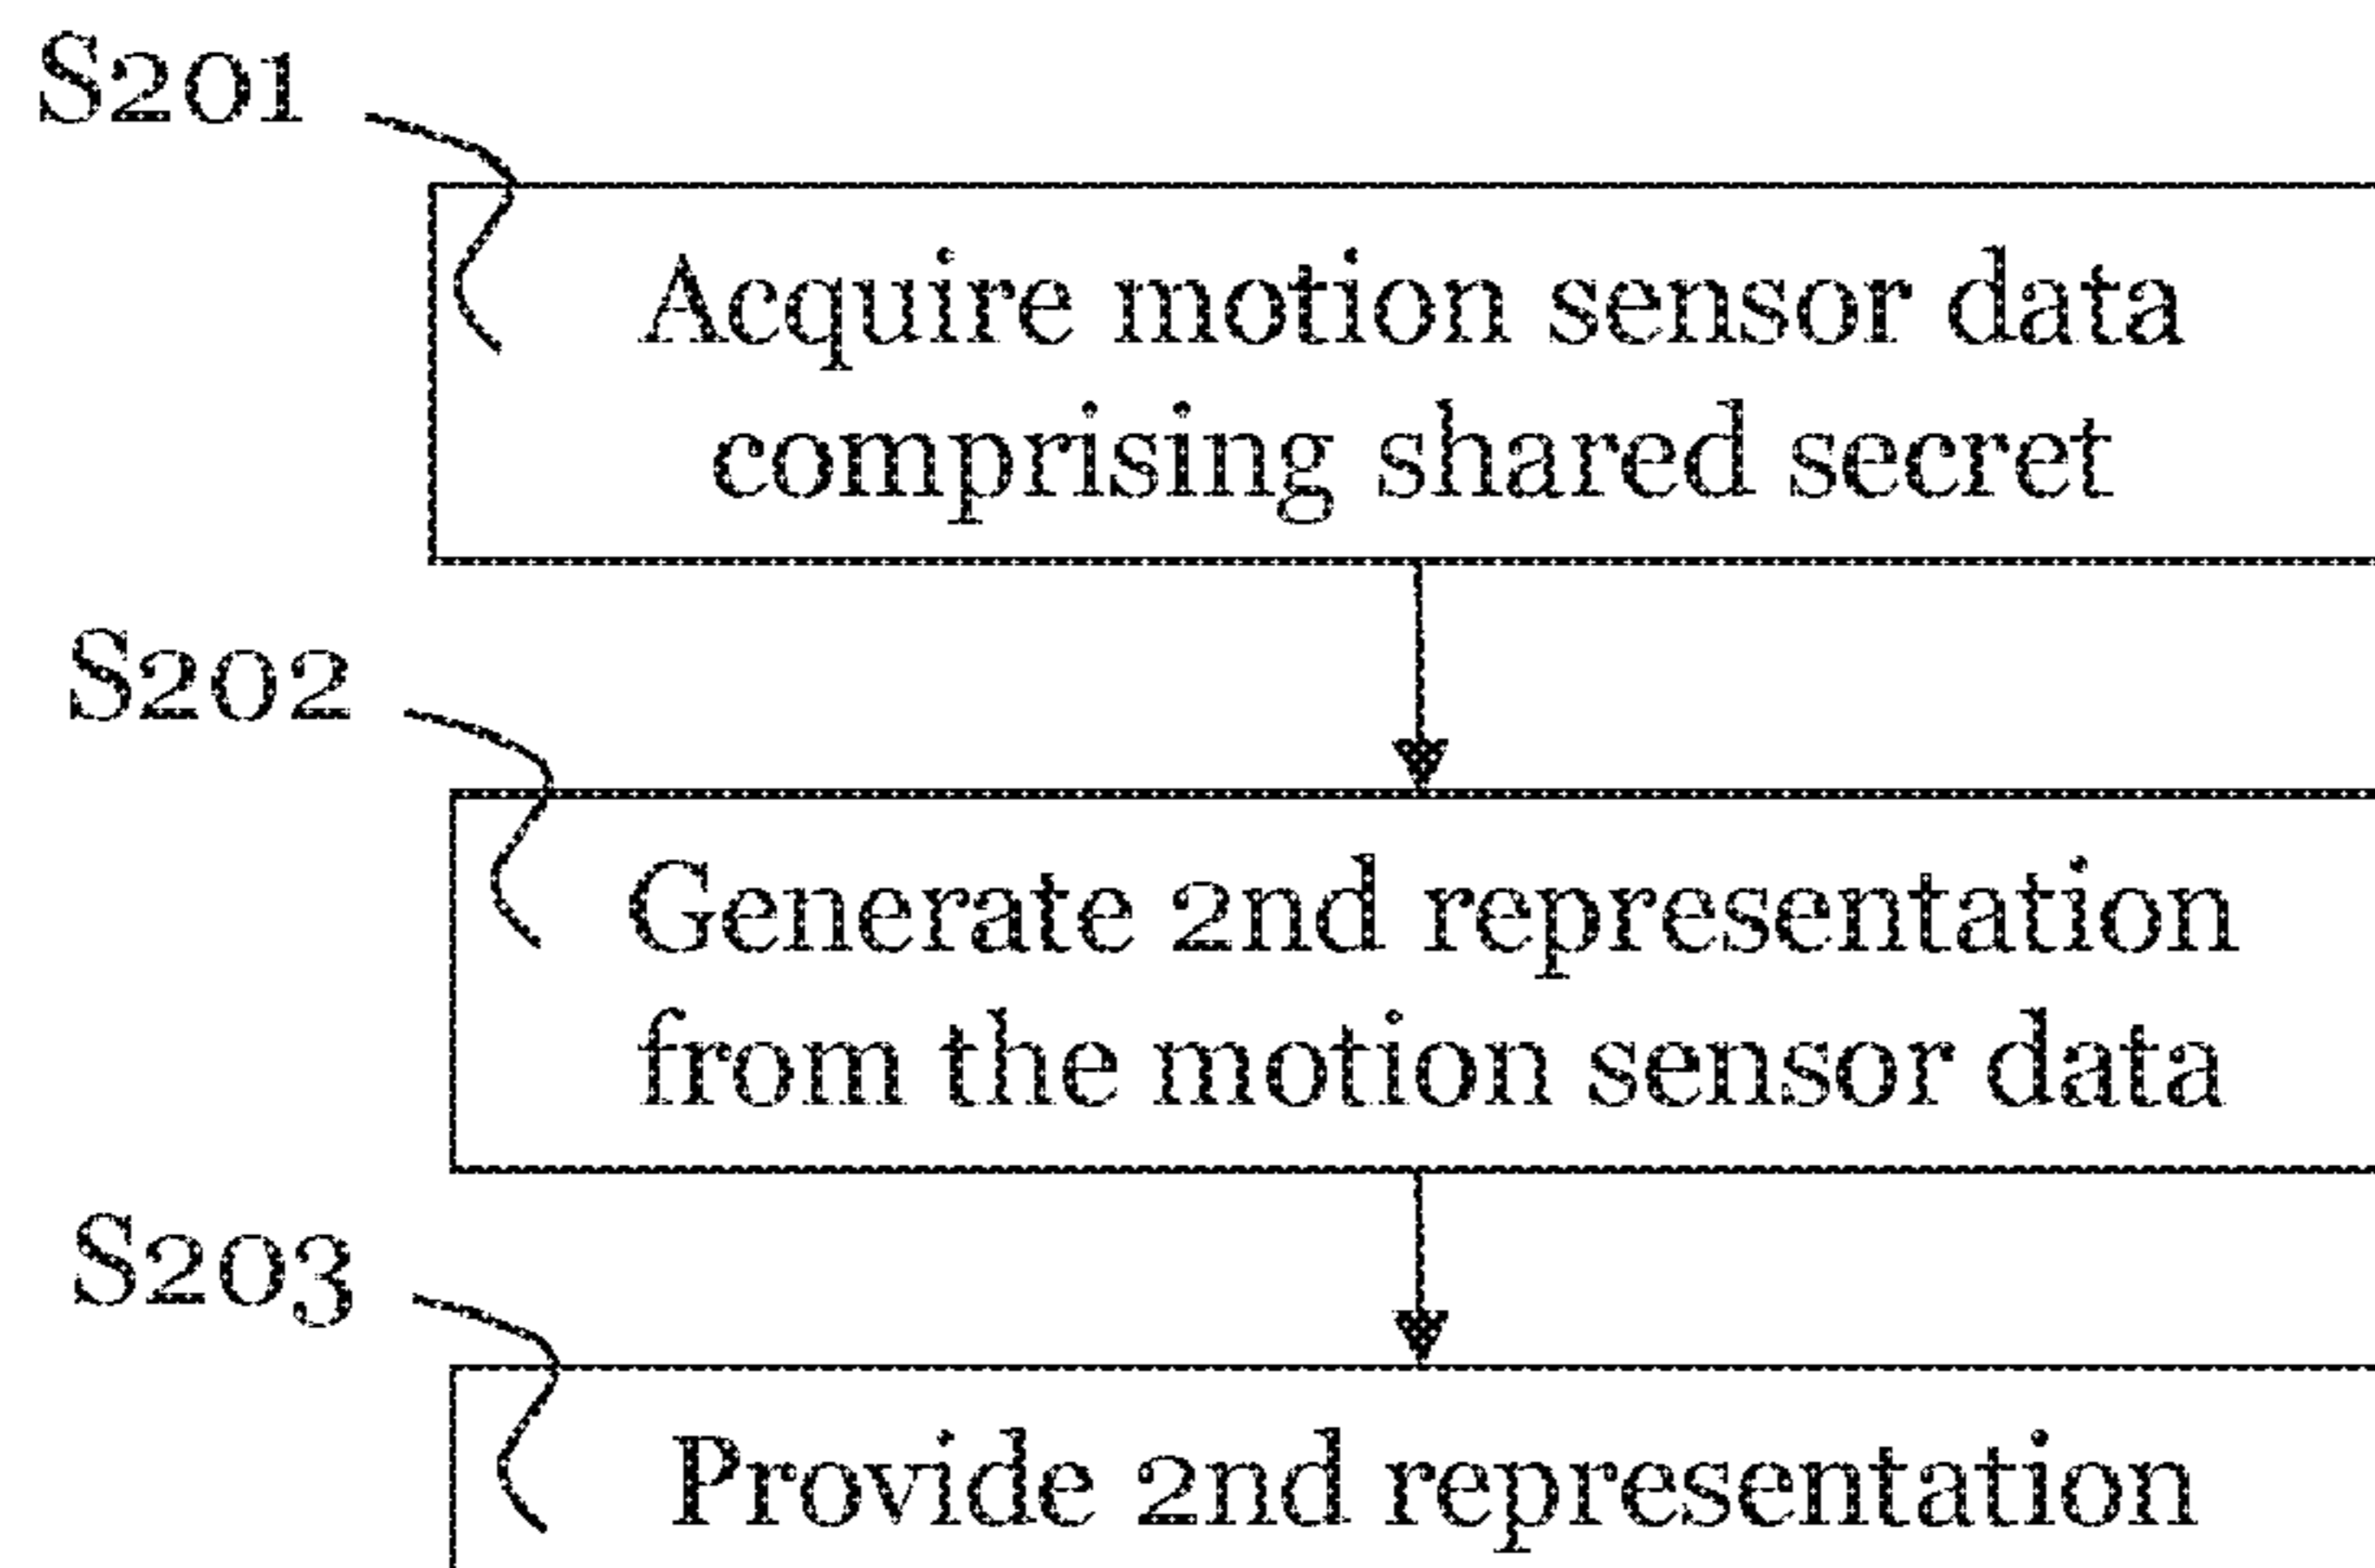 S201
Acquire motion sensor data
comprising shared secret
S202
Generate 2nd representation
from the motion sensor data
S203
Provide 2nd representation